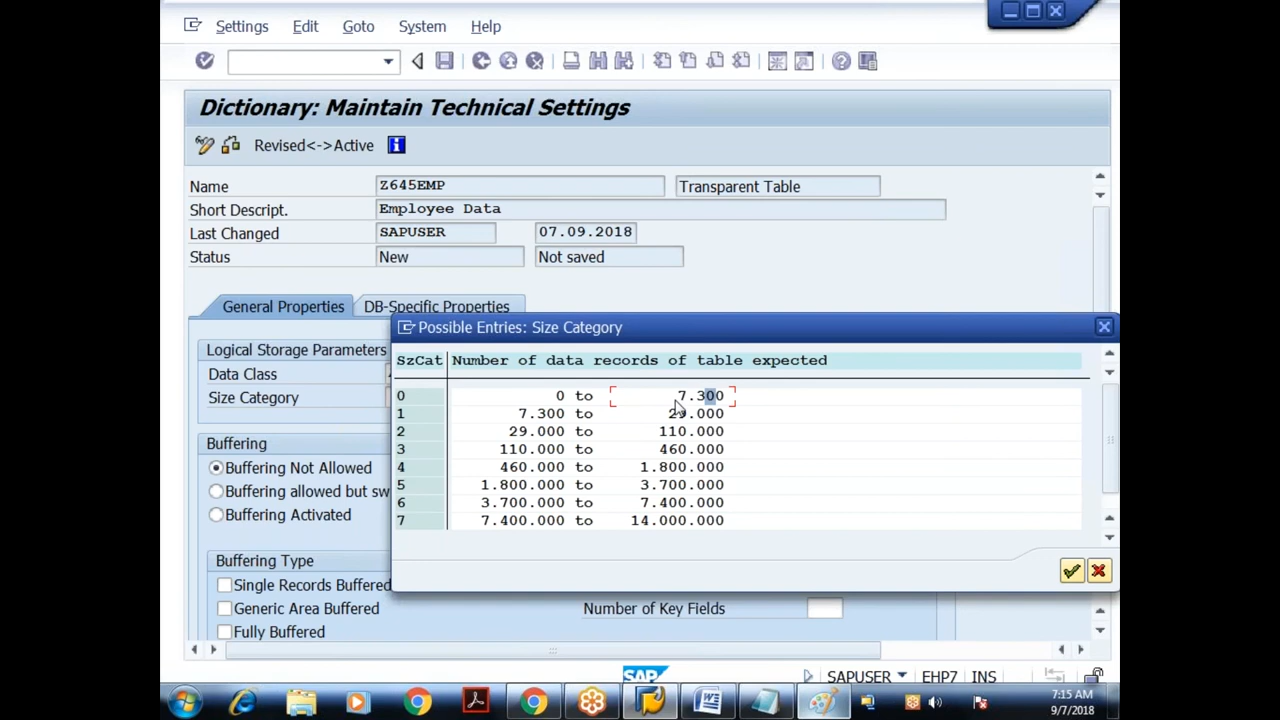 Settings Edit Goto System Help
Dictionary: Maintain Technical Settings
Revised<->Active
Name Z645EMP Transparent Table
Short Descript. Employee Data
Last Changed SAPUSER 07.09.2018
Status New Not saved
General Properties DB-Specific Properties
Possible Entries: Size Category
Logical Storage Parameters
SzCat Number of data records of table expected
Data Class
Size Category
0 0 to 7.300
1 7.300 to 29.000
2 29.000 to 110.000
3 110.000 to 460.000
4 460.000 to 1.800.000
5 1.800.000 to 3.700.000
6 3.700.000 to 7.400.000
7 7.400.000 to 14.000.000
Buffering
Buffering Not Allowed
Buffering allowed but sw
Buffering Activated
Buffering Type
Single Records Buffered
Generic Area Buffered Number of Key Fields
Fully Buffered
SAP SAPUSER EHP7 INS
7:15 AM
9/7/2018